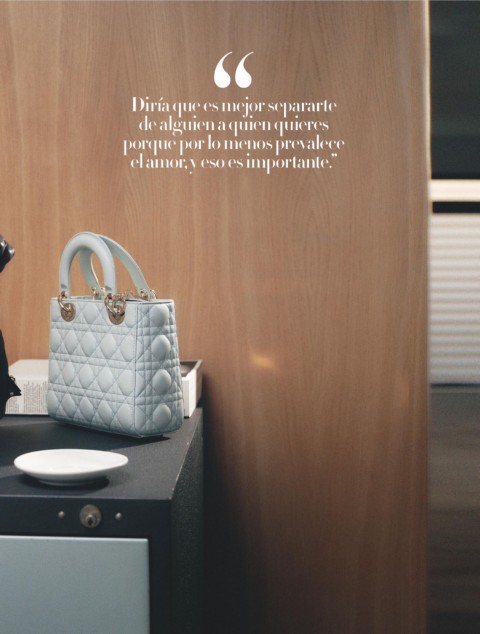 “
Diría que es mejor separarte
de alguien a quien quieres
porque por lo menos prevalece
el amor, y eso es importante.”